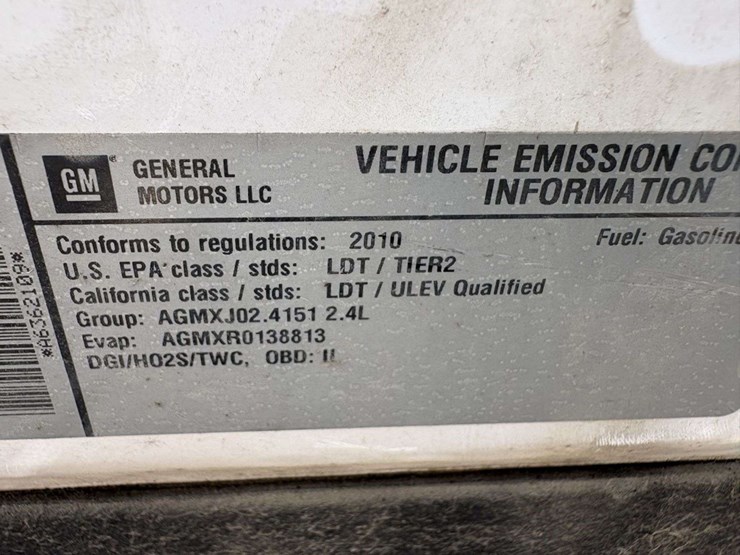 GM
GENERAL
MOTORS LLC
VEHICLE EMISSION CO
INFORMATION
Conforms to regulations: 2010
Fuel: Gasoline
U.S. EPA class / stds: LDT / TIER2
California class / stds: LDT / ULEV Qualified
Group: AGMXJ02.4151 2.4L
Evap: AGMXR0138813
DGI/HO2S/TWC, OBD: II
*A6362109*